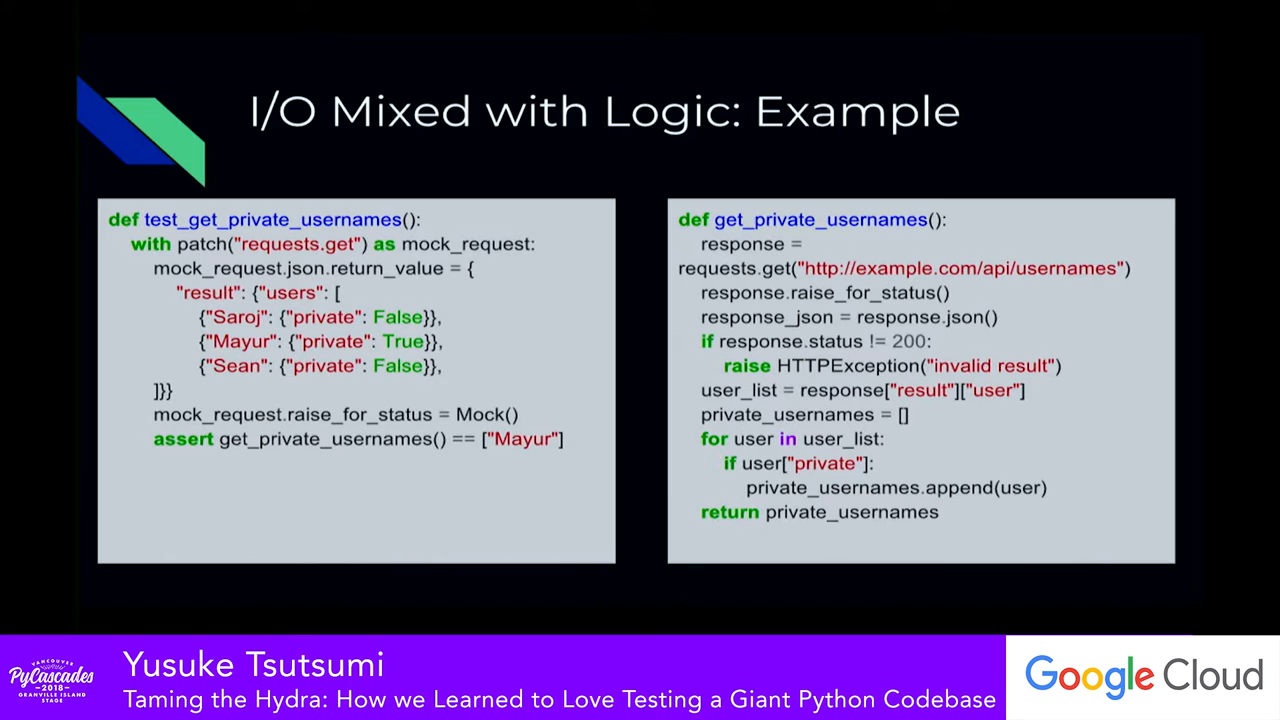 I/O Mixed with Logic: Example
def test_get_private_usernames():
with patch("requests.get") as mock_request:
mock_request.json.return_value = {
"result": {"users": [
{"Saroj": {"private": False}},
{"Mayur": {"private": True}},
{"Sean": {"private": False}},
]}}
mock_request.raise_for_status = Mock()
assert get_private_usernames() == ["Mayur"]
def get_private_usernames():
response =
requests.get("http://example.com/api/usernames")
response.raise_for_status()
response_json = response.json()
if response.status != 200:
raise HTTPException("invalid result")
user_list = response["result"]["user"]
private_usernames = []
for user in user_list:
if user["private"]:
private_usernames.append(user)
return private_usernames
VANCOUVER
PyCascades
2018
GRANVILLE ISLAND
STAGE
Yusuke Tsutsumi
Taming the Hydra: How we Learned to Love Testing a Giant Python Codebase
Google Cloud